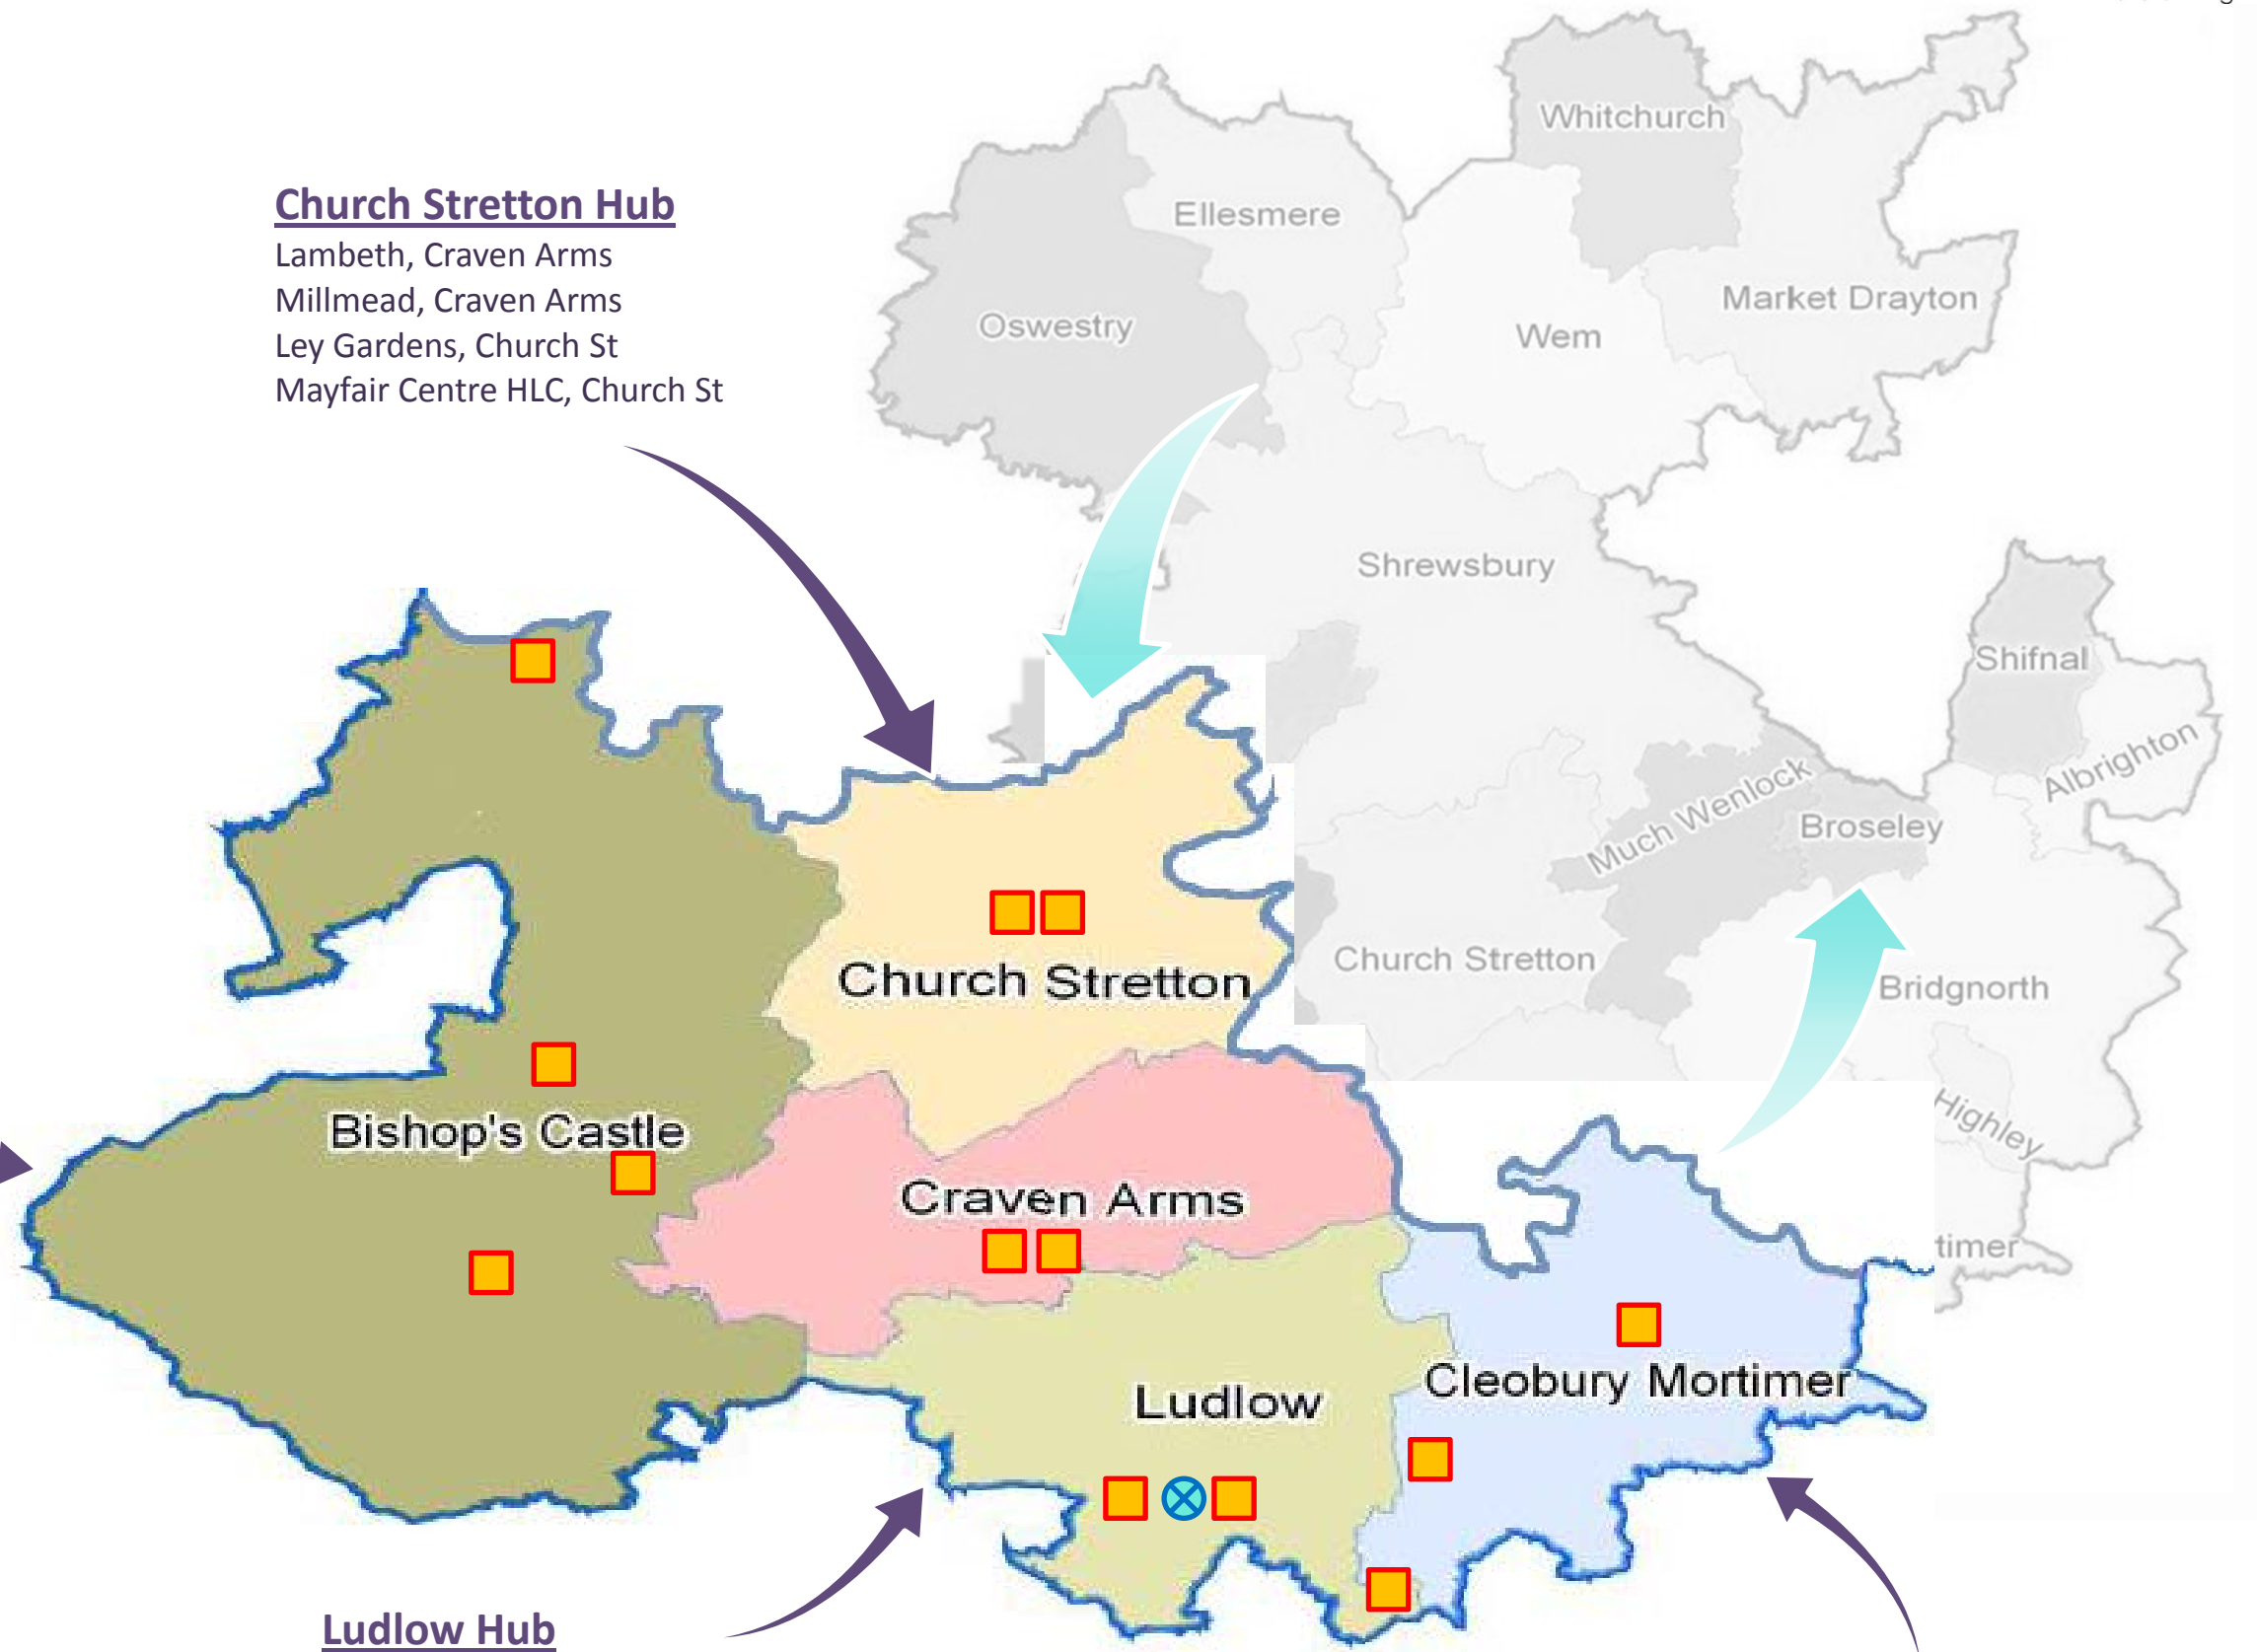 Whitchurch
Church Stretton Hub
Lambeth, Craven Arms
Millmead, Craven Arms
Ley Gardens, Church St
Mayfair Centre HLC, Church St
Ellesmere
Market Drayton
Oswestry
Wem
Shrewsbury
Shifnal
Albrighton
Much Wenlock
Broseley
Church Stretton
Church Stretton
Bridgnorth
Bishop's Castle
Highley
Craven Arms
timer
Cleobury Mortimer
Ludlow
Ludlow Hub